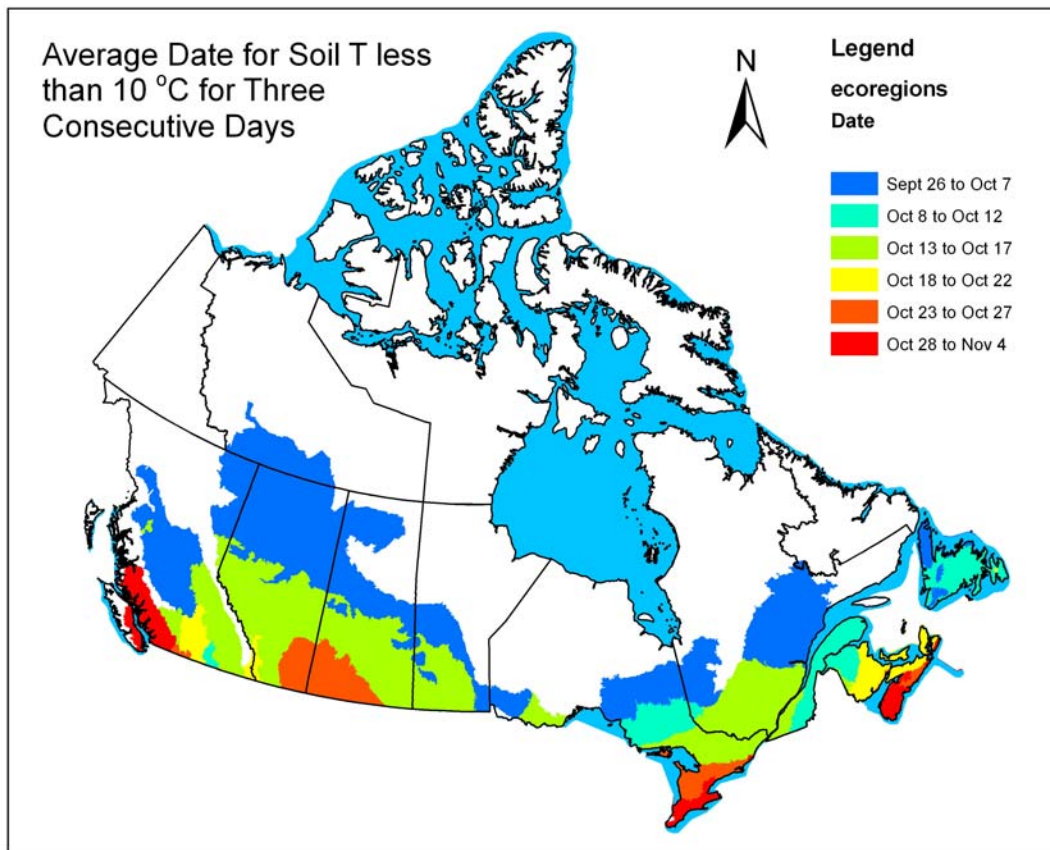 Average Date for Soil T less
than 10 °C for Three
Consecutive Days
N
Legend
ecoregions
Date
Sept 26 to Oct 7
Oct 8 to Oct 12
Oct 13 to Oct 17
Oct 18 to Oct 22
Oct 23 to Oct 27
Oct 28 to Nov 4